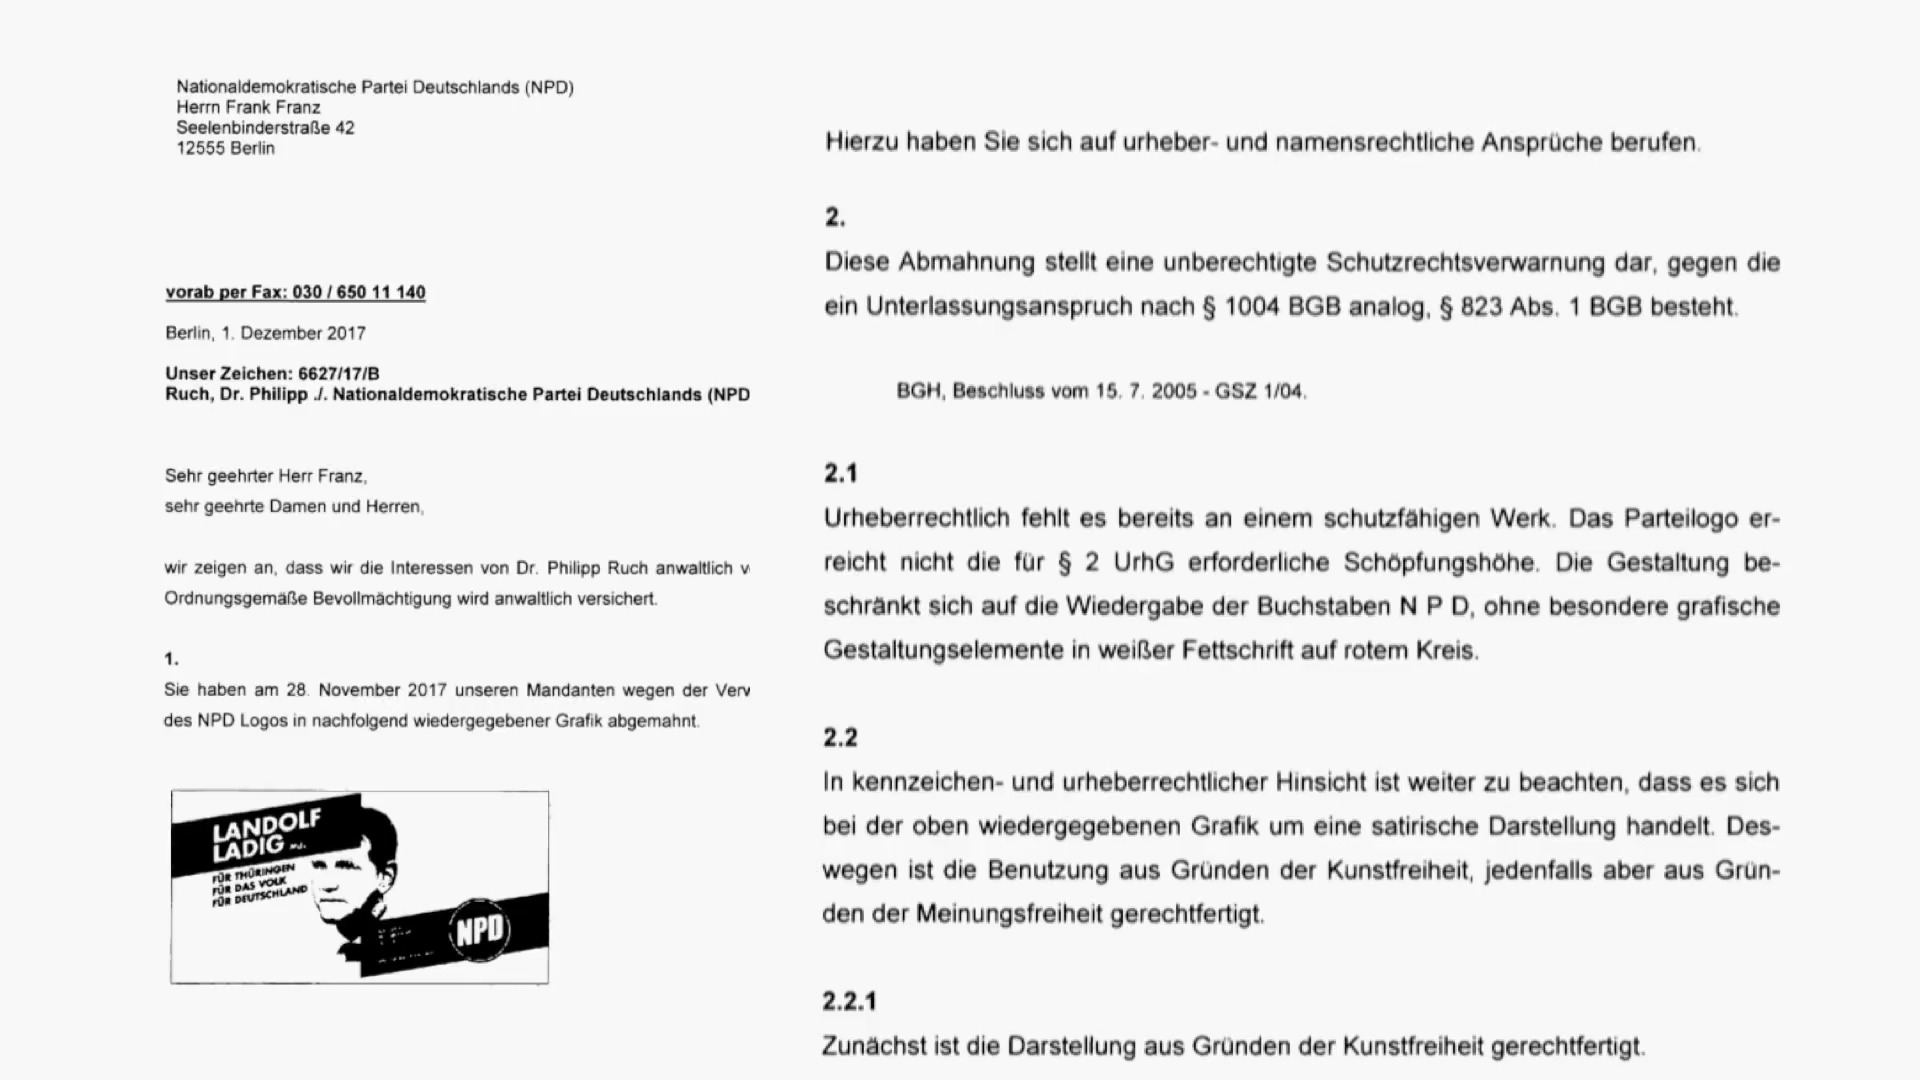 Nationaldemokratische Partei Deutschlands (NPD)
Herrn Frank Franz
Seelenbinderstraße 42
12555 Berlin
vorab per Fax: 030 / 650 11 140
Berlin, 1. Dezember 2017
Unser Zeichen: 6627/17/B
Ruch, Dr. Philipp ./. Nationaldemokratische Partei Deutschlands (NPD
Sehr geehrter Herr Franz,
sehr geehrte Damen und Herren,
wir zeigen an, dass wir die Interessen von Dr. Philipp Ruch anwaltlich v
Ordnungsgemäße Bevollmächtigung wird anwaltlich versichert.
1.
Sie haben am 28. November 2017 unseren Mandanten wegen der Verw
des NPD Logos in nachfolgend wiedergegebener Grafik abgemahnt.
LANDOLF
LADIG
FÜR THÜRINGEN
FÜR DAS VOLK
FÜR DEUTSCHLAND
NPD
Hierzu haben Sie sich auf urheber- und namensrechtliche Ansprüche berufen.
2.
Diese Abmahnung stellt eine unberechtigte Schutzrechtsverwarnung dar, gegen die
ein Unterlassungsanspruch nach § 1004 BGB analog, § 823 Abs. 1 BGB besteht.
BGH, Beschluss vom 15. 7. 2005 - GSZ 1/04.
2.1
Urheberrechtlich fehlt es bereits an einem schutzfähigen Werk. Das Parteilogo er-
reicht nicht die für § 2 UrhG erforderliche Schöpfungshöhe. Die Gestaltung be-
schränkt sich auf die Wiedergabe der Buchstaben N P D, ohne besondere grafische
Gestaltungselemente in weißer Fettschrift auf rotem Kreis.
2.2
In kennzeichen- und urheberrechtlicher Hinsicht ist weiter zu beachten, dass es sich
bei der oben wiedergegebenen Grafik um eine satirische Darstellung handelt. Des-
wegen ist die Benutzung aus Gründen der Kunstfreiheit, jedenfalls aber aus Grün-
den der Meinungsfreiheit gerechtfertigt.
2.2.1
Zunächst ist die Darstellung aus Gründen der Kunstfreiheit gerechtfertigt.